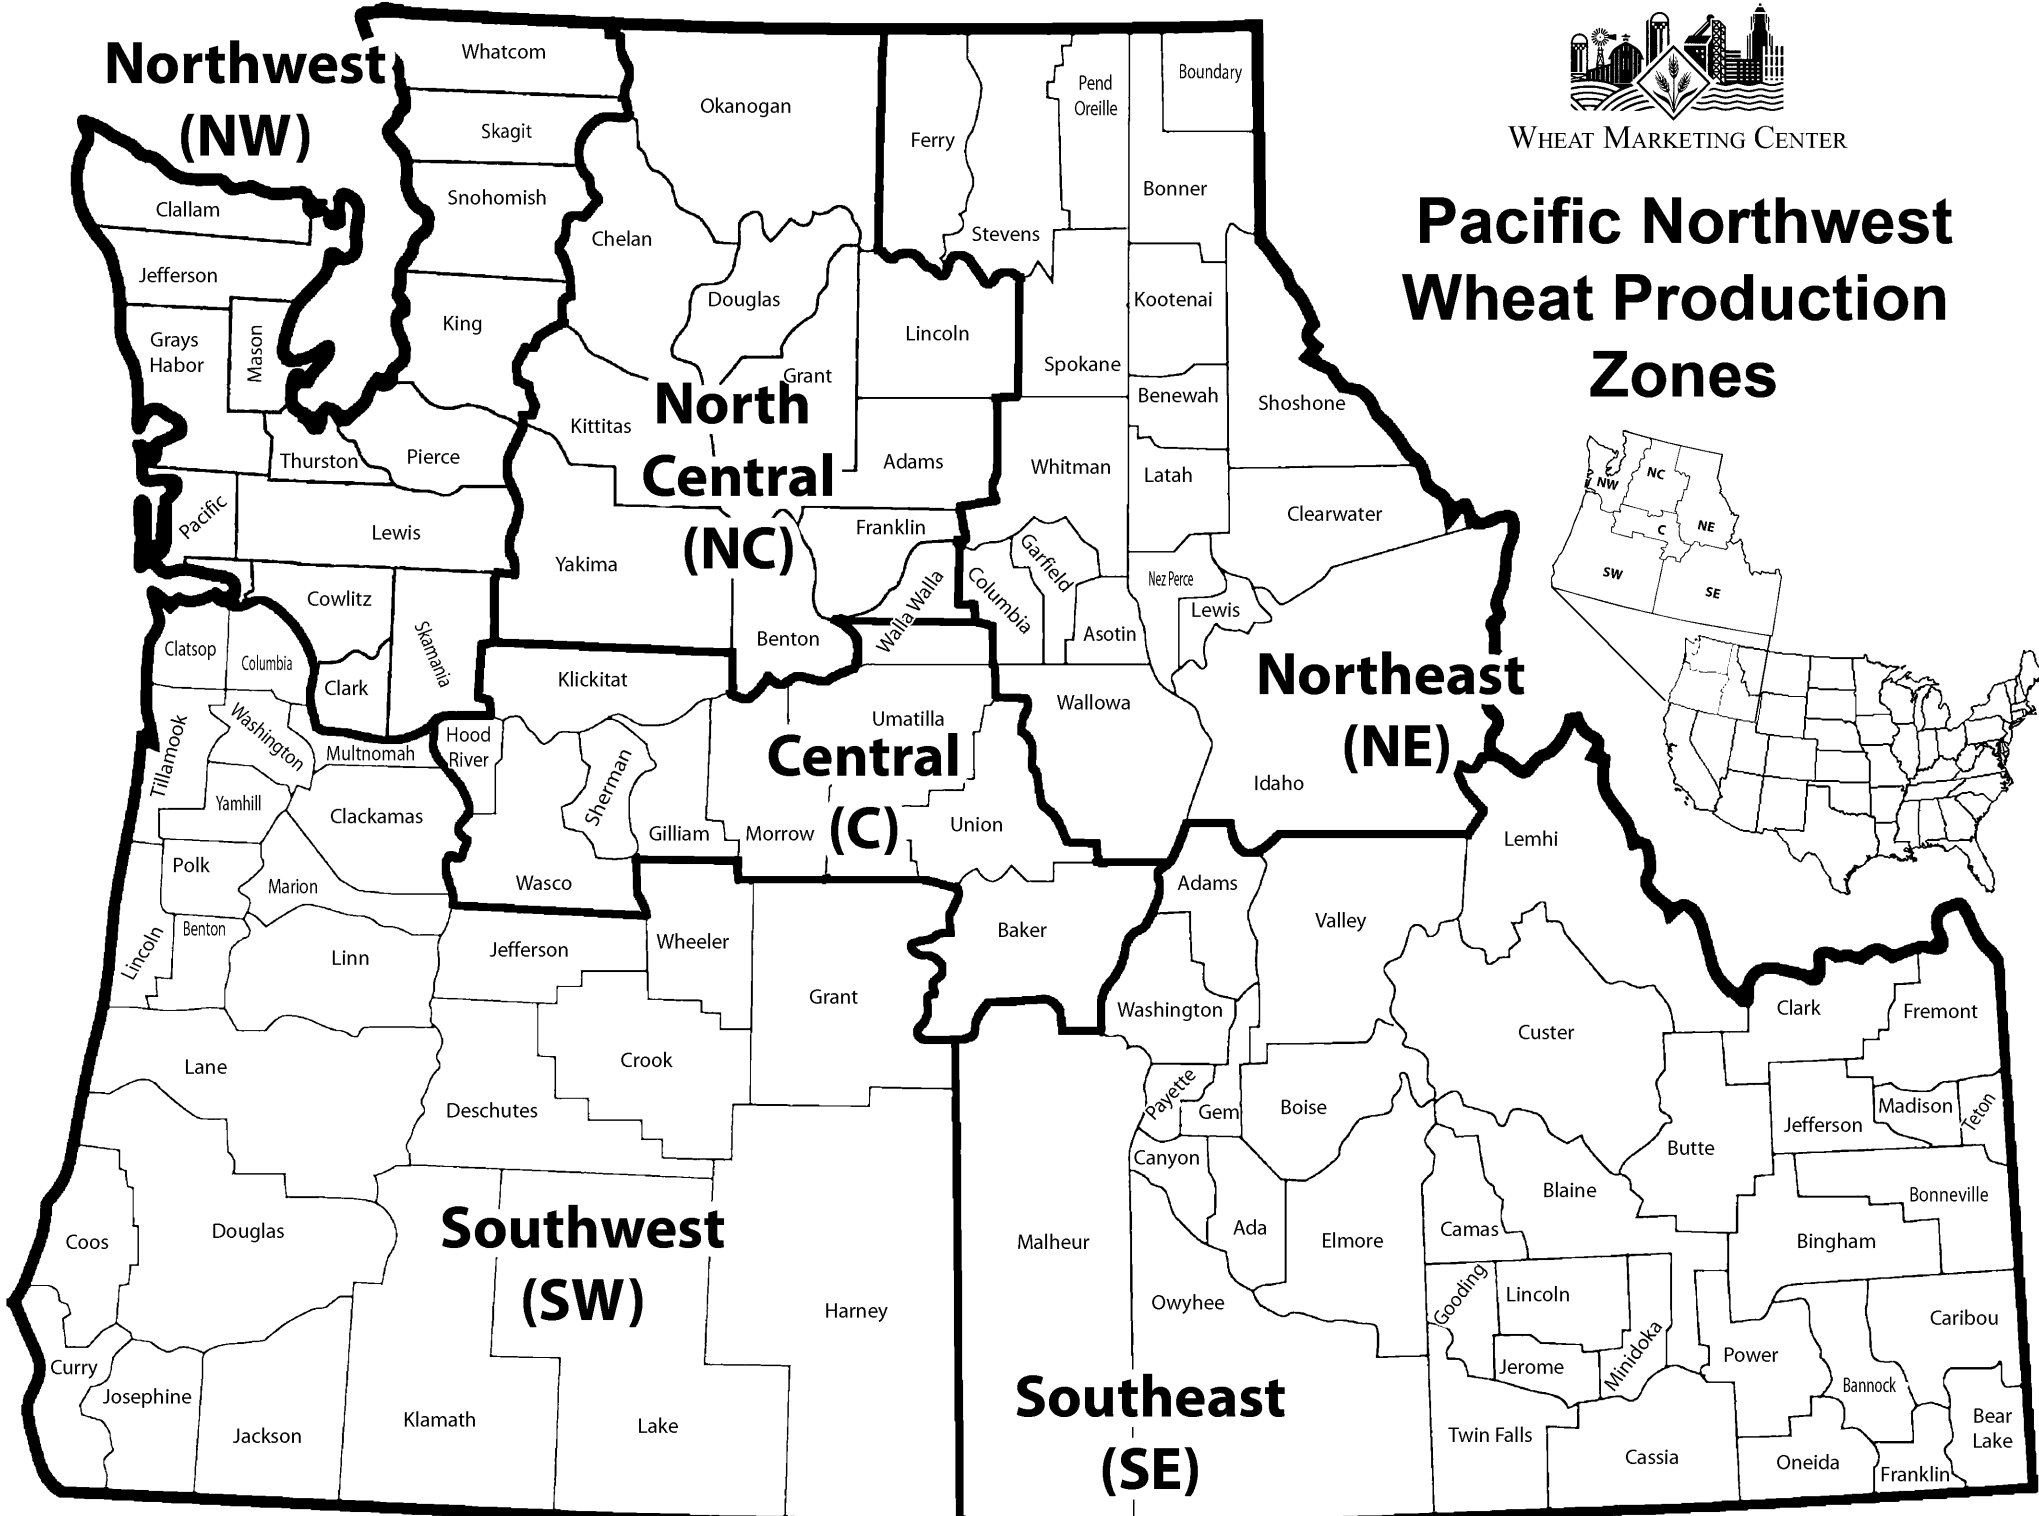 Northwest
(NW)
WHEAT MARKETING CENTER
Pacific Northwest
Wheat Production
Zones
Whatcom
Skagit
Snohomish
King
Pierce
Clallam
Jefferson
Grays
Habor
Mason
Thurston
Pacific
Lewis
Cowlitz
Clark
Skamania
Okanogan
Chelan
Douglas
Lincoln
Grant
North
Central
(NC)
Kittitas
Adams
Yakima
Franklin
Benton
Walla Walla
Ferry
Stevens
Pend
Oreille
Boundary
Bonner
Kootenai
Spokane
Benewah
Shoshone
Whitman
Latah
Clearwater
Columbia
Garfield
Asotin
Nez Perce
Lewis
Northeast
(NE)
Wallowa
Idaho
Klickitat
Hood
River
Umatilla
Central
(C)
Sherman
Gilliam
Morrow
Union
Wasco
Clatsop
Columbia
Tillamook
Washington
Multnomah
Yamhill
Clackamas
Polk
Marion
Lincoln
Benton
Linn
Jefferson
Wheeler
Grant
Baker
Lane
Crook
Deschutes
Southwest
(SW)
Coos
Douglas
Curry
Josephine
Jackson
Klamath
Lake
Harney
Lemhi
Adams
Valley
Washington
Custer
Clark
Fremont
Payette
Gem
Boise
Butte
Jefferson
Madison
Teton
Canyon
Ada
Elmore
Camas
Blaine
Bonneville
Bingham
Malheur
Owyhee
Gooding
Lincoln
Jerome
Minidoka
Power
Caribou
Bannock
Southeast
(SE)
Twin Falls
Cassia
Oneida
Franklin
Bear
Lake
NW
NC
C
NE
SW
SE